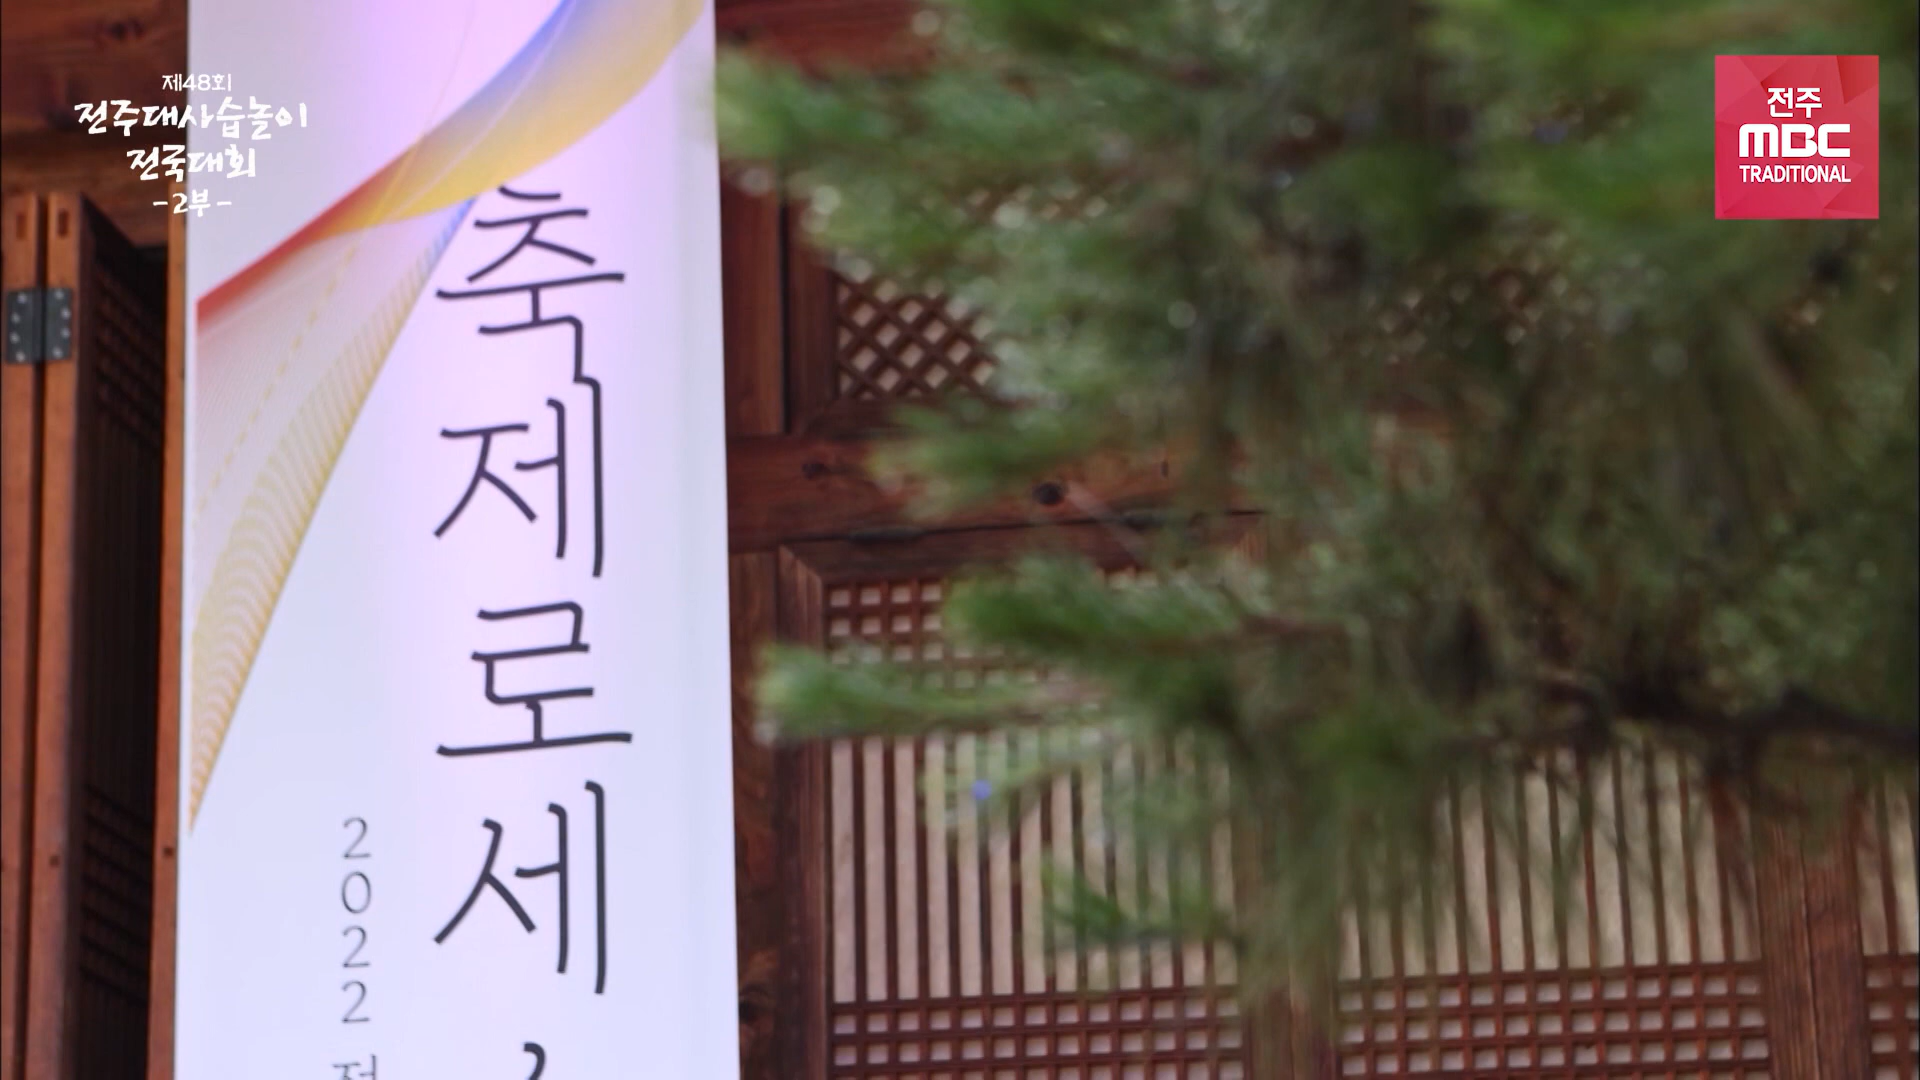 제48회
전주대사습놀이
전국대회
-2부-
전주
MBC
TRADITIONAL
축제로세
2022